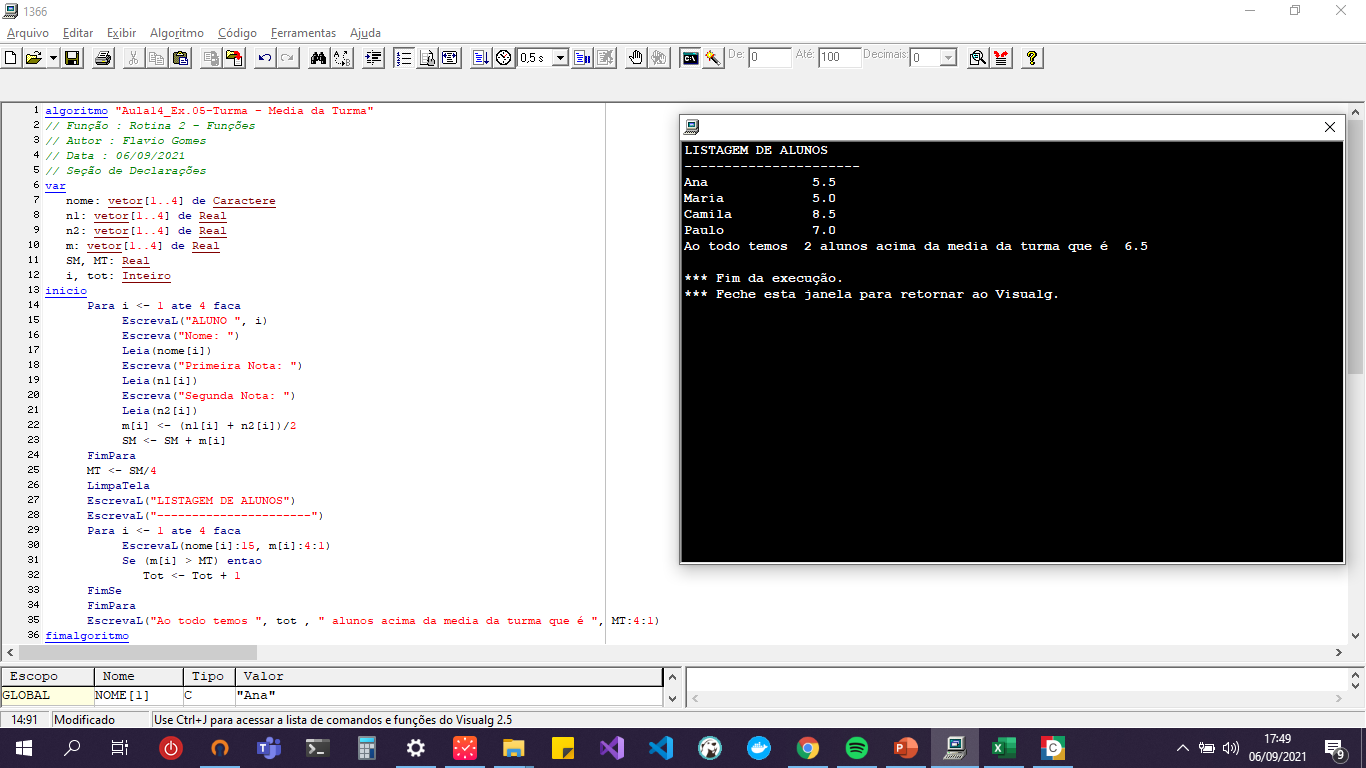 1366
Arquivo Editar Exibir Algoritmo Código Ferramentas Ajuda
0,5 s De: 0 Até: 100 Decimais: 0
1 algoritmo "Aula14_Ex.05-Turma - Media da Turma"
2 // Função : Rotina 2 - Funções
3 // Autor : Flavio Gomes
4 // Data : 06/09/2021
5 // Seção de Declarações
6 var
7 nome: vetor[1..4] de Caractere
8 n1: vetor[1..4] de Real
9 n2: vetor[1..4] de Real
10 m: vetor[1..4] de Real
11 SM, MT: Real
12 i, tot: Inteiro
13 inicio
14 Para i <- 1 ate 4 faca
15 EscrevaL("ALUNO ", i)
16 Escreva("Nome: ")
17 Leia(nome[i])
18 Escreva("Primeira Nota: ")
19 Leia(n1[i])
20 Escreva("Segunda Nota: ")
21 Leia(n2[i])
22 m[i] <- (n1[i] + n2[i])/2
23 SM <- SM + m[i]
24 FimPara
25 MT <- SM/4
26 LimpaTela
27 EscrevaL("LISTAGEM DE ALUNOS")
28 EscrevaL("----------------------")
29 Para i <- 1 ate 4 faca
30 EscrevaL(nome[i]:15, m[i]:4:1)
31 Se (m[i] > MT) entao
32 Tot <- Tot + 1
33 FimSe
34 FimPara
35 EscrevaL("Ao todo temos ", tot , " alunos acima da media da turma que é ", MT:4:1)
36 fimalgoritmo
LISTAGEM DE ALUNOS
----------------------
Ana 5.5
Maria 5.0
Camila 8.5
Paulo 7.0
Ao todo temos  2 alunos acima da media da turma que é  6.5
*** Fim da execução.
*** Feche esta janela para retornar ao Visualg.
Escopo Nome Tipo Valor
GLOBAL NOME[1] C "Ana"
14:91 Modificado Use Ctrl+J para acessar a lista de comandos e funções do Visualg 2.5
17:49
06/09/2021
9